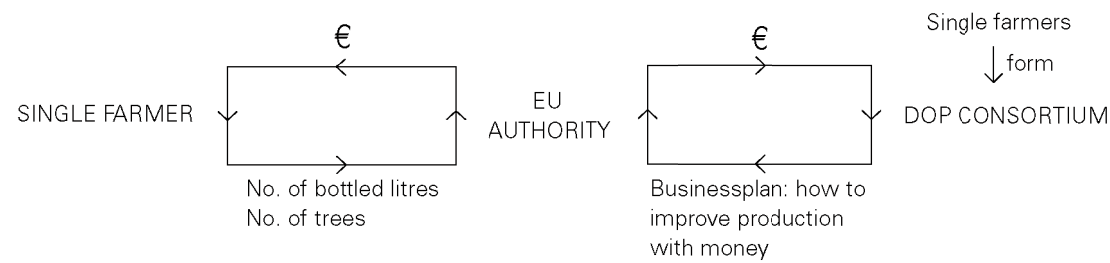 €
€
Single farmers
form
SINGLE FARMER
EU
AUTHORITY
DOP CONSORTIUM
No. of bottled litres
No. of trees
Businessplan: how to
improve production
with money